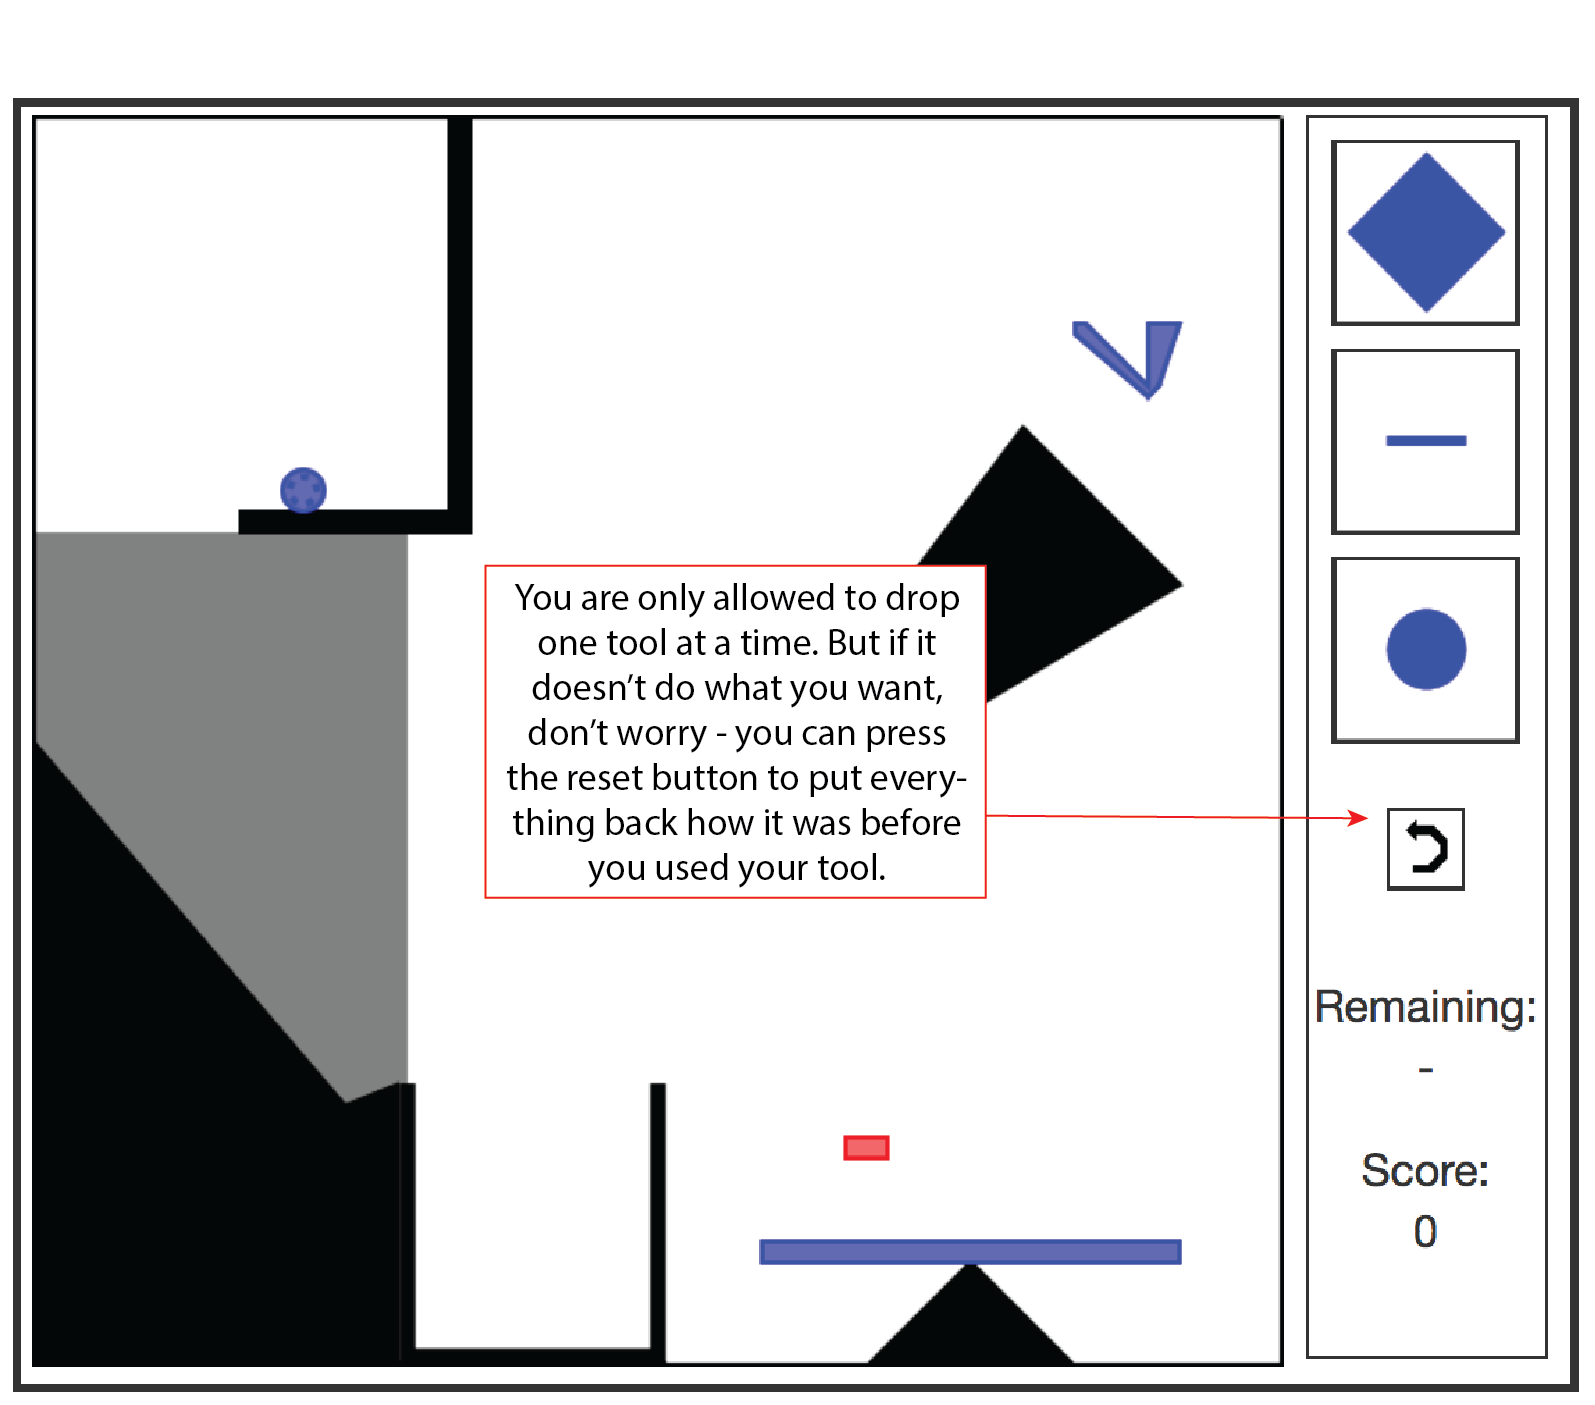 You are only allowed to drop
one tool at a time. But if it
doesn’t do what you want,
don’t worry - you can press
the reset button to put every-
thing back how it was before
you used your tool.
Remaining:
-
Score:
0